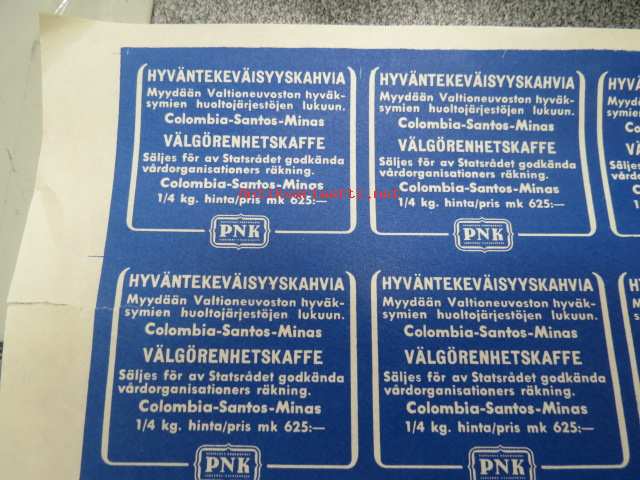 HYVÄNTEKEVÄISYYSKAHVIA
Myydään Valtioneuvoston hyväk-
symien huoltojärjestöjen lukuun.
Colombia-Santos-Minas
VÄLGÖRENHETSKAFFE
Säljes för av Statsrådet godkända
vårdorganisationers räkning.
Colombia-Santos-Minas
1/4 kg. hinta/pris mk 625:—
PNK
HYVÄNTEKEVÄISYYSKAHVIA
Myydään Valtioneuvoston hyväk-
symien huoltojärjestöjen lukuun.
Colombia-Santos-Minas
VÄLGÖRENHETSKAFFE
Säljes för av Statsrådet godkända
vårdorganisationers räkning.
Colombia-Santos-Minas
1/4 kg. hinta/pris mk 625:—
PNK
HYVÄNTEKEVÄISYYSKAHVIA
Myydään Valtioneuvoston hyväk-
symien huoltojärjestöjen lukuun.
Colombia-Santos-Minas
VÄLGÖRENHETSKAFFE
Säljes för av Statsrådet godkända
vårdorganisationers räkning.
Colombia-Santos-Minas
1/4 kg. hinta/pris mk 625:—
PNK
HYVÄNTEKEVÄISYYSKAHVIA
Myydään Valtioneuvoston hyväk-
symien huoltojärjestöjen lukuun.
Colombia-Santos-Minas
VÄLGÖRENHETSKAFFE
Säljes för av Statsrådet godkända
vårdorganisationers räkning.
Colombia-Santos-Minas
1/4 kg. hinta/pris mk 625:—
PNK